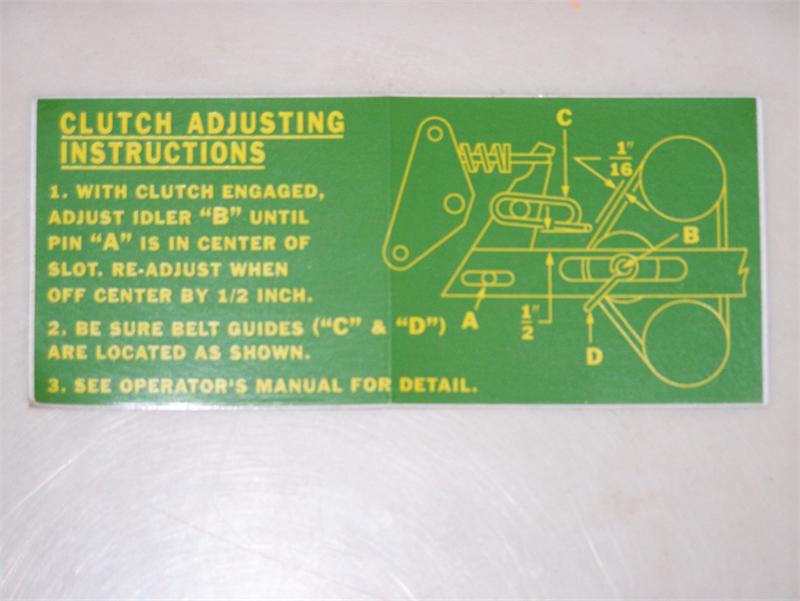 CLUTCH ADJUSTING
INSTRUCTIONS
1. WITH CLUTCH ENGAGED,
ADJUST IDLER "B" UNTIL
PIN "A" IS IN CENTER OF
SLOT. RE-ADJUST WHEN
OFF CENTER BY 1/2 INCH.
2. BE SURE BELT GUIDES ("C" & "D")
ARE LOCATED AS SHOWN.
3. SEE OPERATOR'S MANUAL FOR DETAIL.
C
1"
16
B
A
1"
2
D